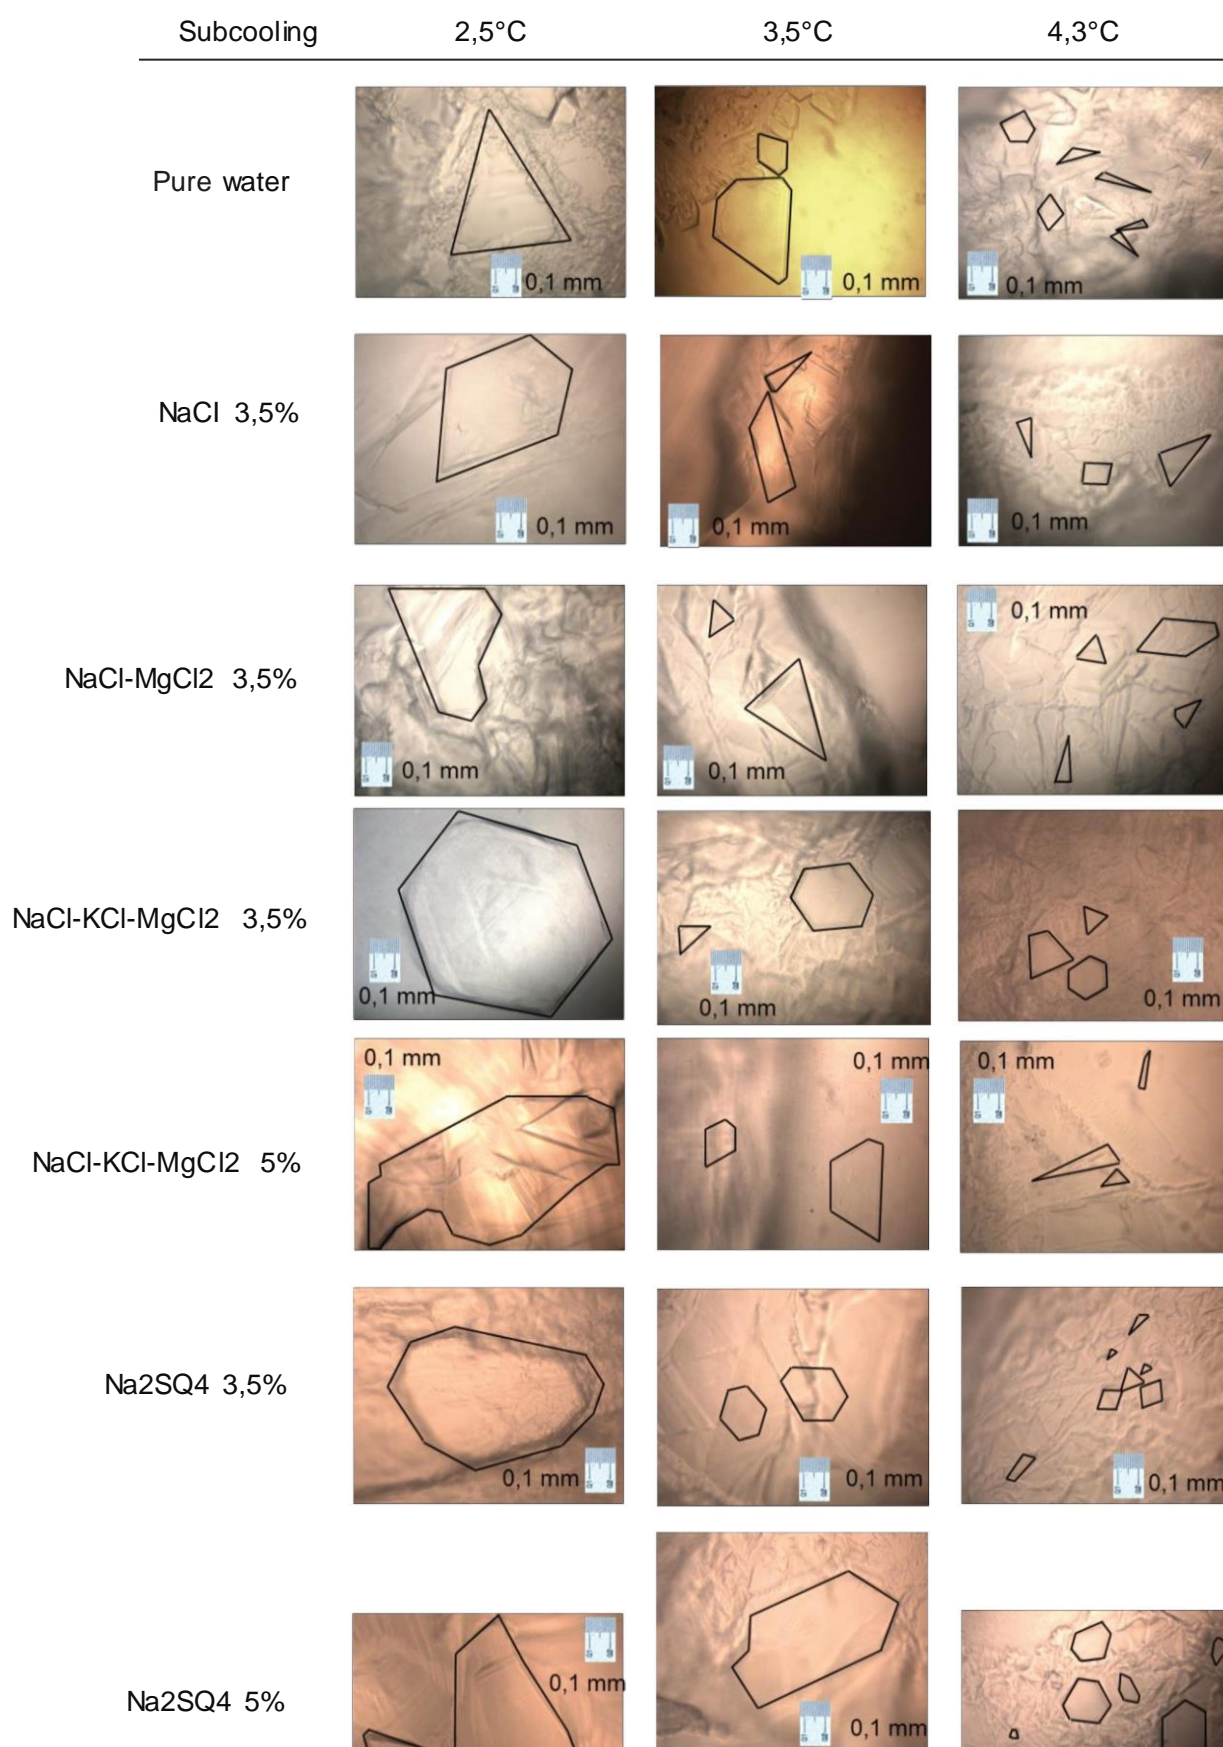 Subcooling 2,5°C 3,5°C 4,3°C
Pure water
0,1 mm 0,1 mm 0,1 mm
NaCl 3,5%
0,1 mm 0,1 mm 0,1 mm
NaCl-MgCl2 3,5%
0,1 mm 0,1 mm 0,1 mm
NaCl-KCl-MgCl2 3,5%
0,1 mm 0,1 mm 0,1 mm
0,1 mm 0,1 mm 0,1 mm
NaCl-KCl-MgCl2 5%
Na2SQ4 3,5%
0,1 mm 0,1 mm 0,1 mm
0,1 mm
Na2SQ4 5%
0,1 mm